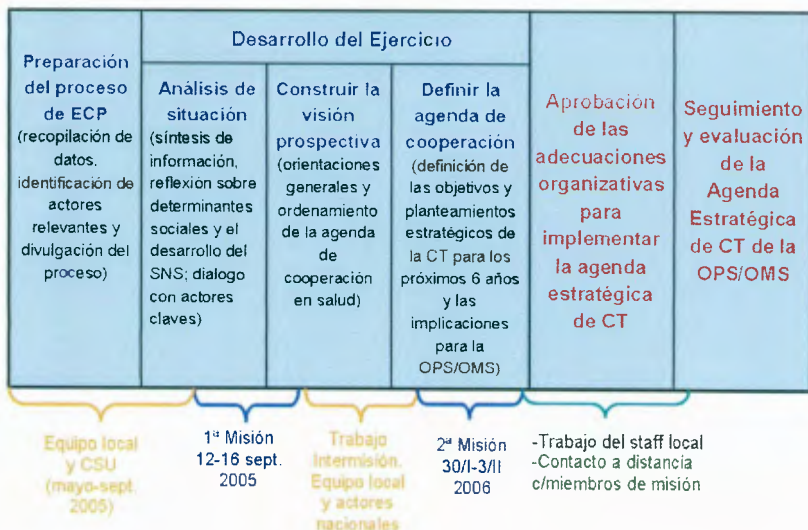 Preparación
del proceso
de ECP
(recopilación de
datos,
identificación de
actores
relevantes y
divulgación del
proceso)
Desarrollo del Ejercicio
Análisis de
situación
(síntesis de
información,
reflexión sobre
determinantes
sociales y el
desarrollo del
SNS; dialogo
con actores
claves)
Construir la
visión
prospectiva
(orientaciones
generales y
ordenamiento
de la agenda
de
cooperación
en salud)
Definir la
agenda de
cooperación
(definición de
las objetivos y
planteamientos
estratégicos de
la CT para los
próximos 6 años
y las
implicaciones
para la
OPS/OMS)
Aprobación
de las
adecuaciones
organizativas
para
implementar
la agenda
estratégica
de CT
Seguimiento
y evaluación
de la
Agenda
Estratégica
de CT de la
OPS/OMS
Equipo local
y CSU
(mayo-sept.
2005)
1ª Misión
12-16 sept.
2005
Trabajo
Intermisión.
Equipo local
y actores
nacionales
2ª Misión
30/I-3/II
2006
-Trabajo del staff local
-Contacto a distancia
c/miembros de misión